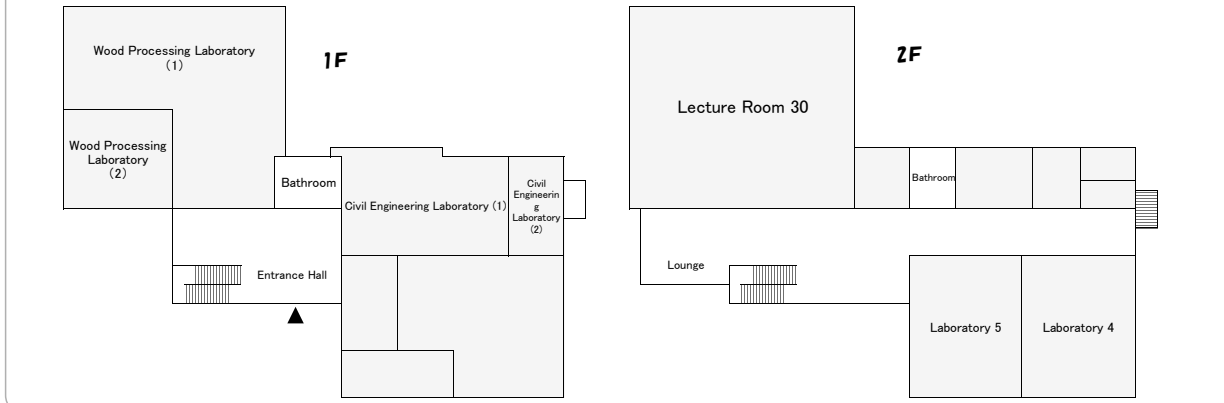 Wood Processing Laboratory
(1)
1F
Wood Processing
Laboratory
(2)
Bathroom
Civil Engineering Laboratory (1)
Civil
Engineerin
g
Laboratory
(2)
Entrance Hall
2F
Lecture Room 30
Bathroom
Lounge
Laboratory 5
Laboratory 4